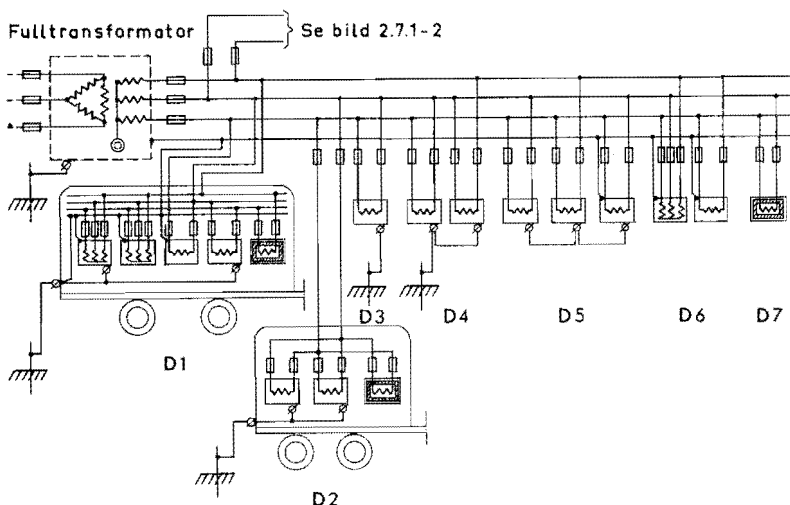 Fulltransformator
Se bild 2.7.1-2
D1
D2
D3
D4
D5
D6
D7